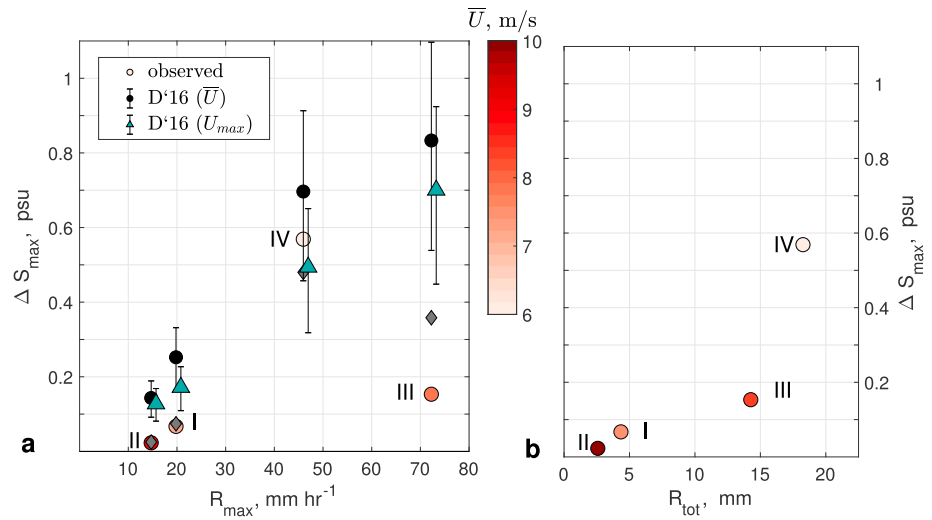 U̅, m/s
1
0.8
0.6
0.4
0.2
Δ S_max, psu
observed
D‘16 (U̅)
D‘16 (U_max)
IV
III
II
I
a
10 20 30 40 50 60 70 80
R_max, mm hr⁻¹
10
9
8
7
6
1
0.8
0.6
0.4
0.2
Δ S_max, psu
IV
III
II
I
b
0 5 10 15 20
R_tot, mm